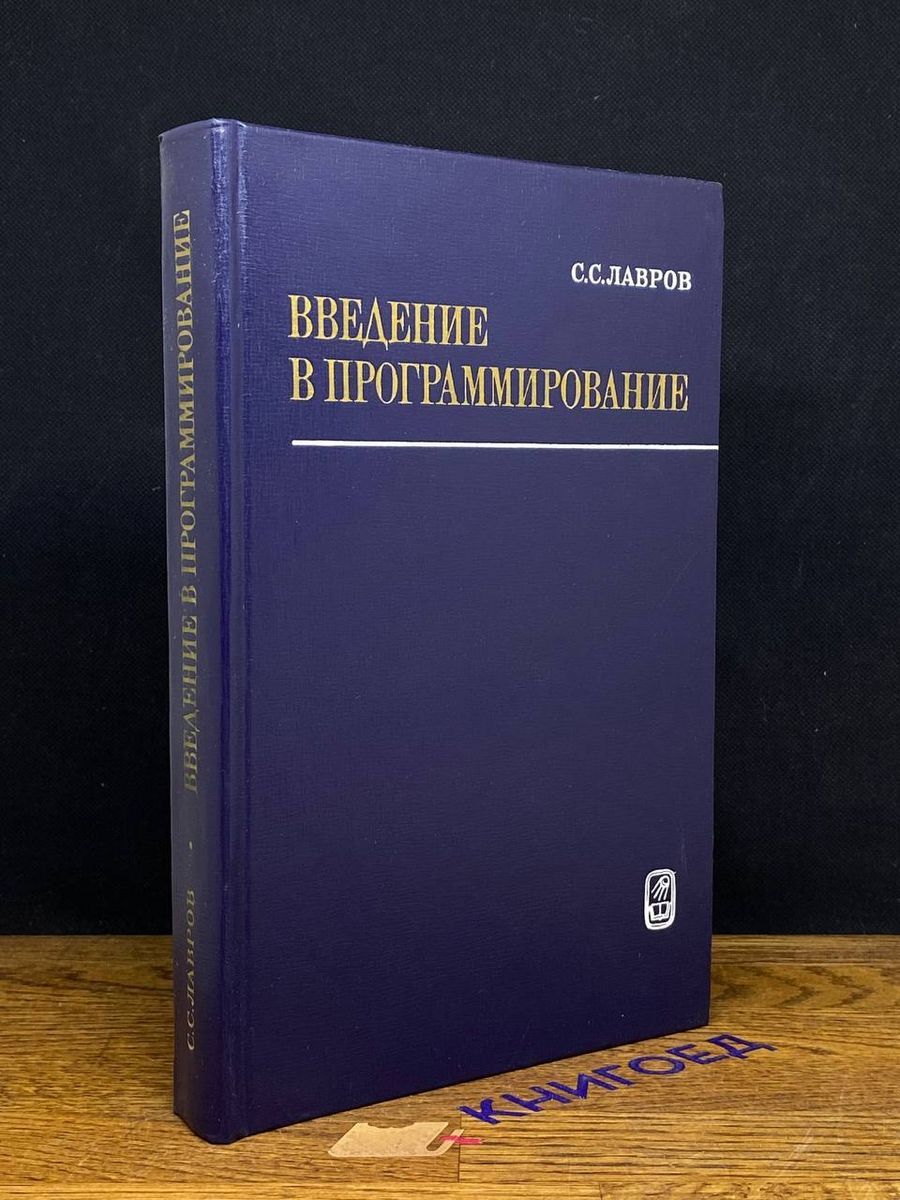 С.С.ЛАВРОВ
ВВЕДЕНИЕ
В ПРОГРАММИРОВАНИЕ
С.С.ЛАВРОВ • ВВЕДЕНИЕ В ПРОГРАММИРОВАНИЕ
КНИГОЕД